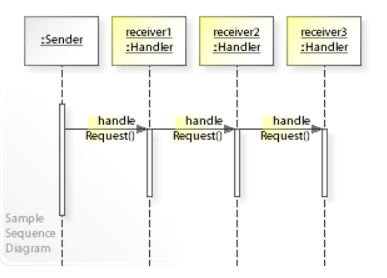 :Sender
receiver1
:Handler
receiver2
:Handler
receiver3
:Handler
handle
Request()
handle
Request()
handle
Request()
Sample
Sequence
Diagram